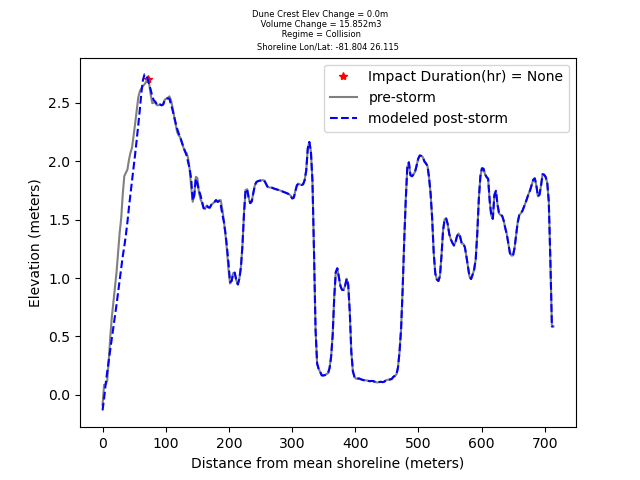 Dune Crest Elev Change = 0.0m
Volume Change = 15.852m3
Regime = Collision
Shoreline Lon/Lat: -81.804 26.115
Impact Duration(hr) = None
pre-storm
modeled post-storm
Elevation (meters)
2.5
2.0
1.5
1.0
0.5
0.0
0 100 200 300 400 500 600 700
Distance from mean shoreline (meters)